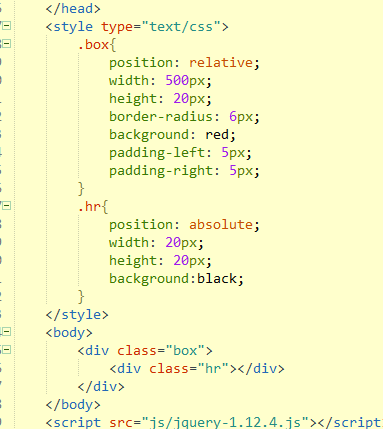 </head>
<style type="text/css">
.box{
position: relative;
width: 500px;
height: 20px;
border-radius: 6px;
background: red;
padding-left: 5px;
padding-right: 5px;
}
.hr{
position: absolute;
width: 20px;
height: 20px;
background:black;
}
</style>
<body>
<div class="box">
<div class="hr"></div>
</div>
</body>
<script src="js/jquery-1.12.4.js"></script